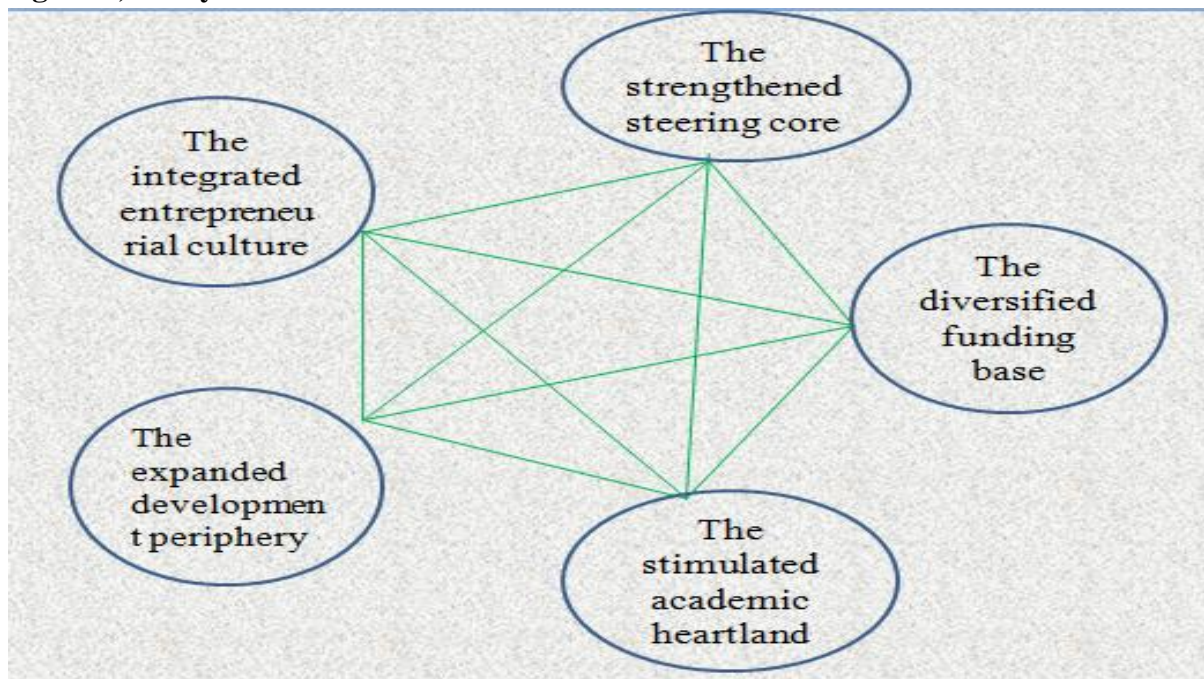 The
strengthened
steering core
The
integrated
entrepreneu
rial culture
The
diversified
funding
base
The
expanded
developmen
t periphery
The
stimulated
academic
heartland